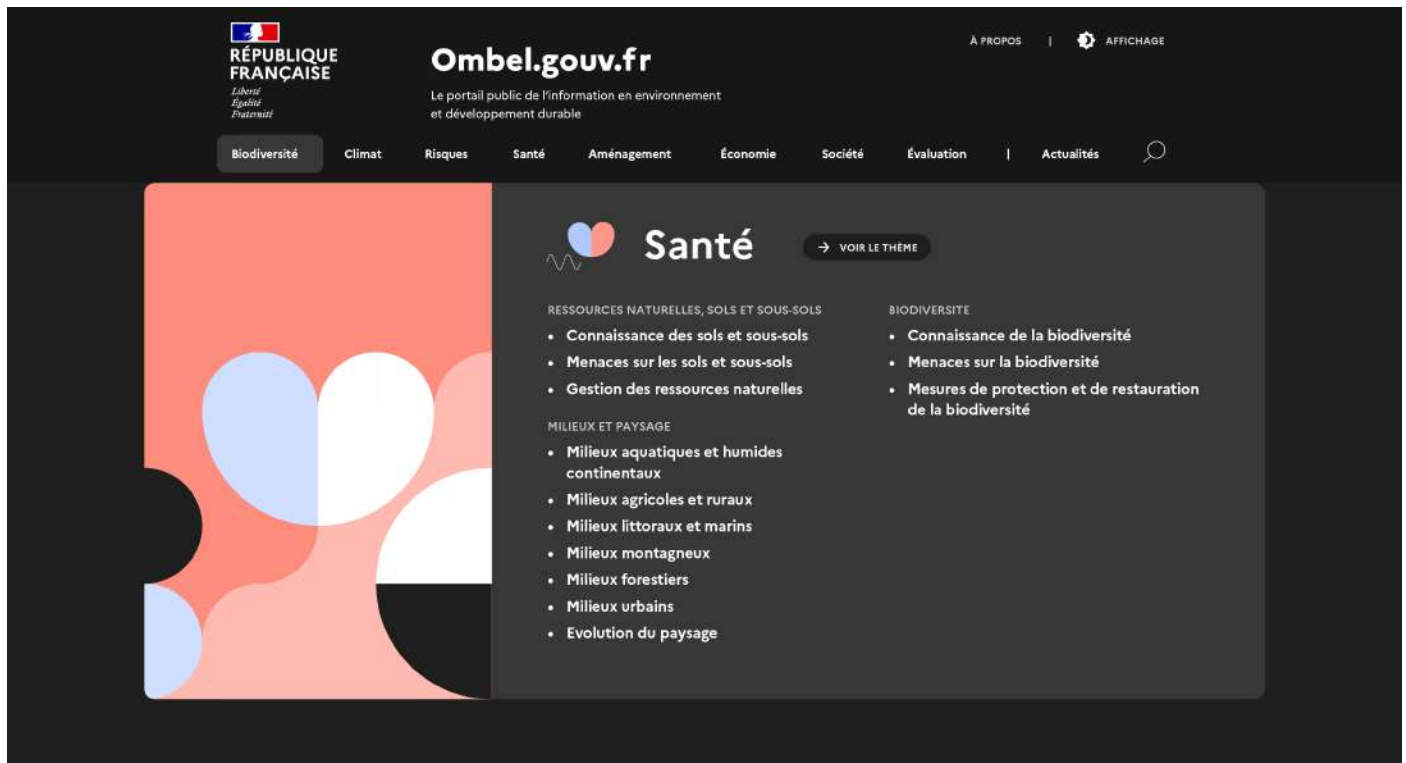 RÉPUBLIQUE
FRANÇAISE
Liberté
Égalité
Fraternité
Ombel.gouv.fr
Le portail public de l'information en environnement
et développement durable
À PROPOS | AFFICHAGE
Biodiversité Climat Risques Santé Aménagement Économie Société Évaluation | Actualités
Santé
→ VOIR LE THÈME
RESSOURCES NATURELLES, SOLS ET SOUS-SOLS
• Connaissance des sols et sous-sols
• Menaces sur les sols et sous-sols
• Gestion des ressources naturelles
MILIEUX ET PAYSAGE
• Milieux aquatiques et humides
continentaux
• Milieux agricoles et ruraux
• Milieux littoraux et marins
• Milieux montagneux
• Milieux forestiers
• Milieux urbains
• Evolution du paysage
BIODIVERSITE
• Connaissance de la biodiversité
• Menaces sur la biodiversité
• Mesures de protection et de restauration
de la biodiversité